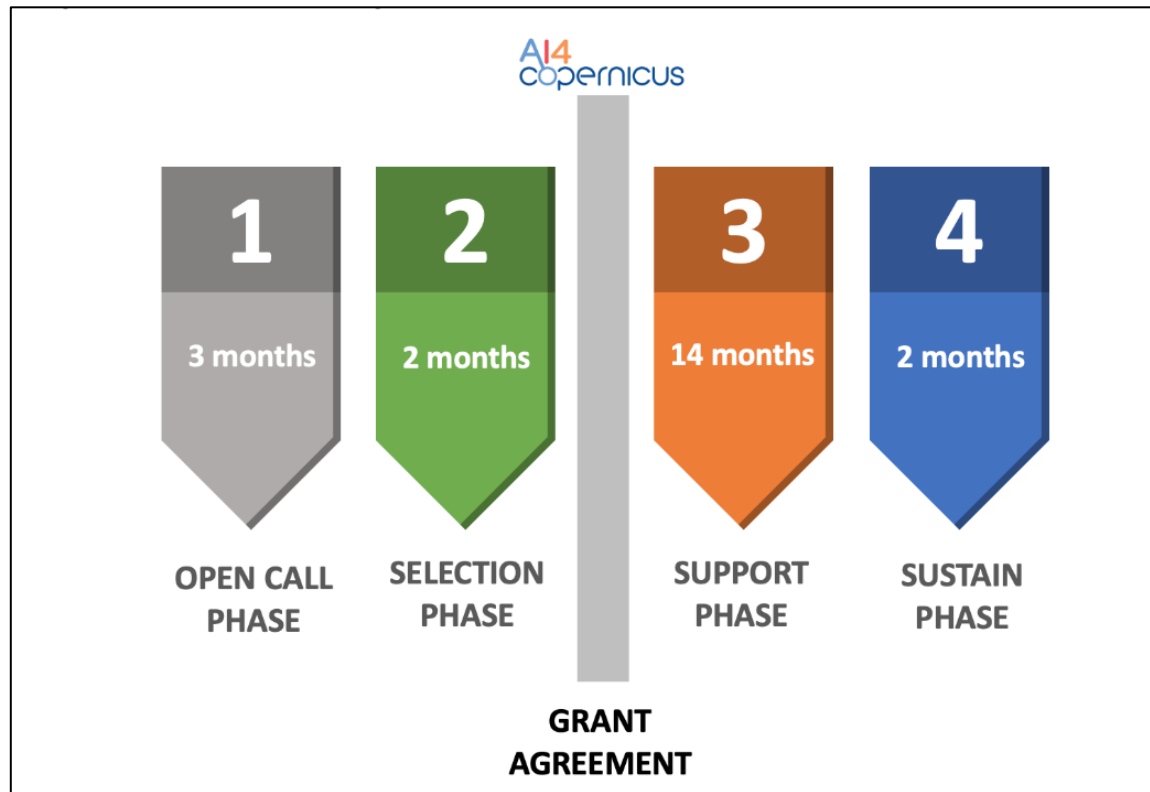 AI4
copernicus
1
2
3
4
3 months
2 months
14 months
2 months
OPEN CALL
PHASE
SELECTION
PHASE
SUPPORT
PHASE
SUSTAIN
PHASE
GRANT
AGREEMENT